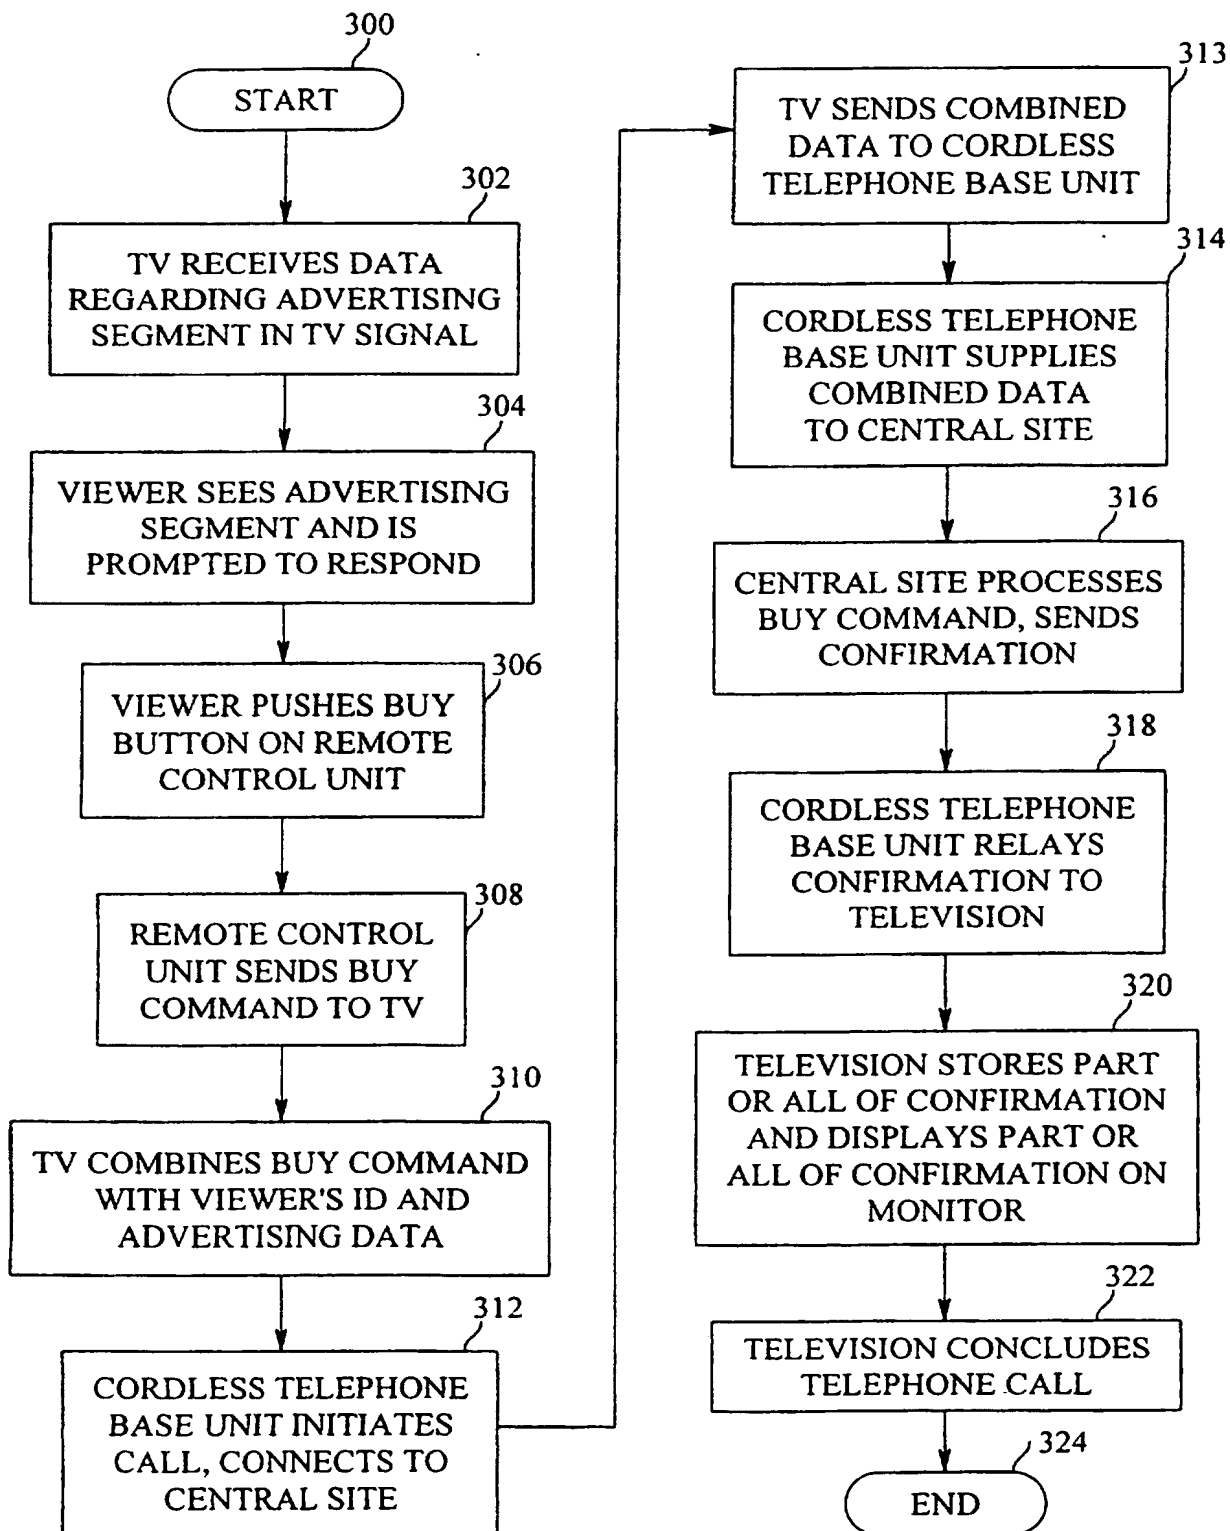 300
START
302
TV RECEIVES DATA
REGARDING ADVERTISING
SEGMENT IN TV SIGNAL
304
VIEWER SEES ADVERTISING
SEGMENT AND IS
PROMPTED TO RESPOND
306
VIEWER PUSHES BUY
BUTTON ON REMOTE
CONTROL UNIT
308
REMOTE CONTROL
UNIT SENDS BUY
COMMAND TO TV
310
TV COMBINES BUY COMMAND
WITH VIEWER'S ID AND
ADVERTISING DATA
312
CORDLESS TELEPHONE
BASE UNIT INITIATES
CALL, CONNECTS TO
CENTRAL SITE
313
TV SENDS COMBINED
DATA TO CORDLESS
TELEPHONE BASE UNIT
314
CORDLESS TELEPHONE
BASE UNIT SUPPLIES
COMBINED DATA
TO CENTRAL SITE
316
CENTRAL SITE PROCESSES
BUY COMMAND, SENDS
CONFIRMATION
318
CORDLESS TELEPHONE
BASE UNIT RELAYS
CONFIRMATION TO
TELEVISION
320
TELEVISION STORES PART
OR ALL OF CONFIRMATION
AND DISPLAYS PART OR
ALL OF CONFIRMATION ON
MONITOR
322
TELEVISION CONCLUDES
TELEPHONE CALL
324
END